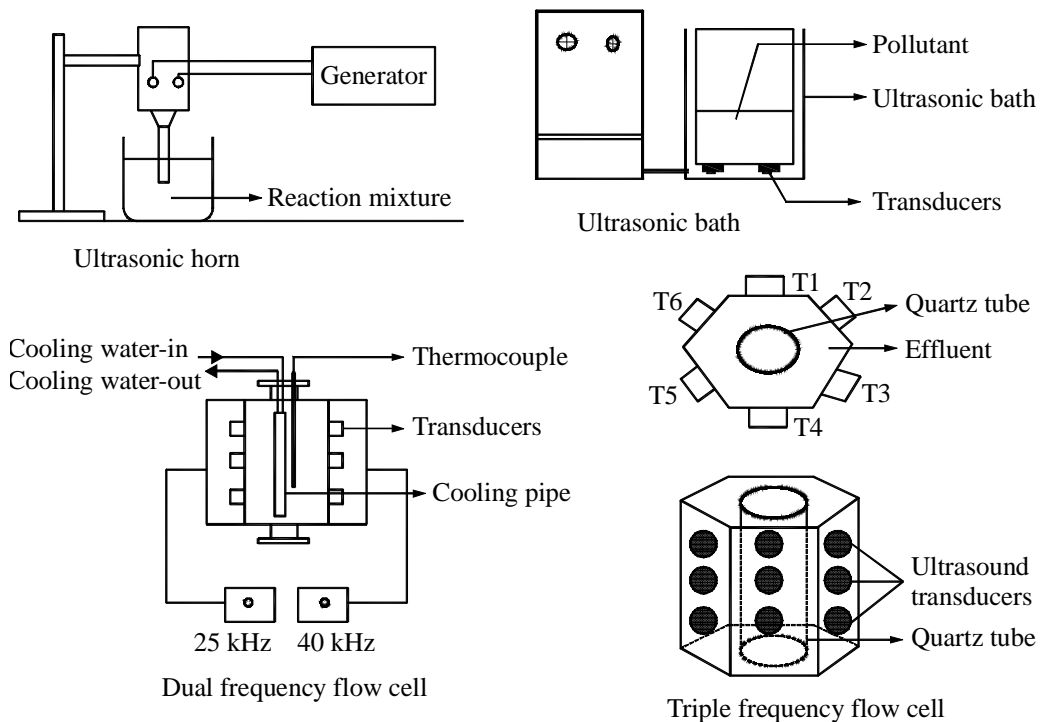 Generator
Reaction mixture
Ultrasonic horn
Pollutant
Ultrasonic bath
Transducers
Ultrasonic bath
Cooling water-in
Cooling water-out
Thermocouple
Transducers
Cooling pipe
25 kHz
40 kHz
Dual frequency flow cell
T1
T2
T6
Quartz tube
Effluent
T5
T3
T4
Ultrasound
transducers
Quartz tube
Triple frequency flow cell